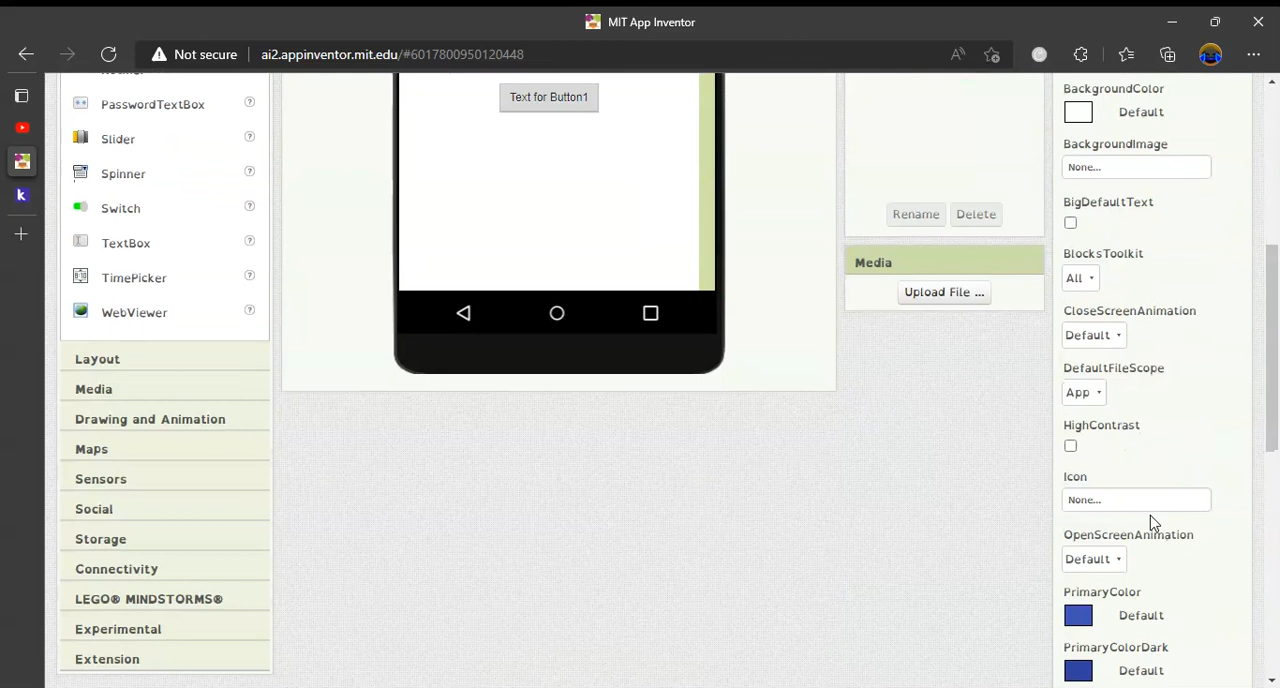 MIT App Inventor
Not secure
ai2.appinventor.mit.edu/#6017800950120448
PasswordTextBox
Slider
Spinner
Switch
TextBox
TimePicker
WebViewer
Layout
Media
Drawing and Animation
Maps
Sensors
Social
Storage
Connectivity
LEGO® MINDSTORMS®
Experimental
Extension
Text for Button1
Rename
Delete
Media
Upload File ...
BackgroundColor
Default
BackgroundImage
None...
BigDefaultText
BlocksToolkit
All
CloseScreenAnimation
Default
DefaultFileScope
App
HighContrast
Icon
None...
OpenScreenAnimation
Default
PrimaryColor
Default
PrimaryColorDark
Default